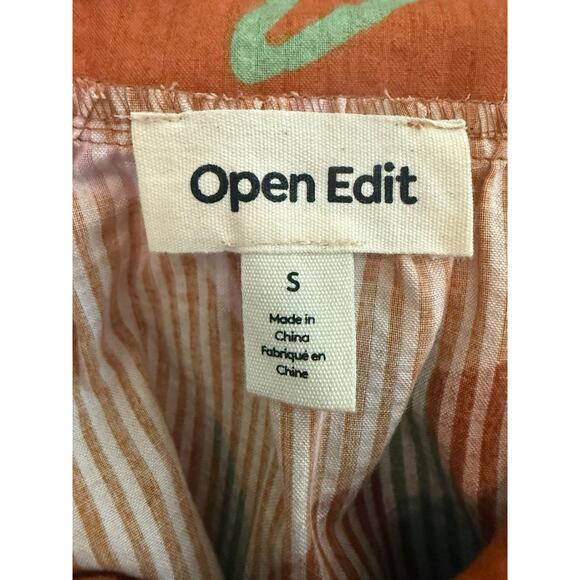 Open Edit
S
Made in
China
Fabriqué en
Chine